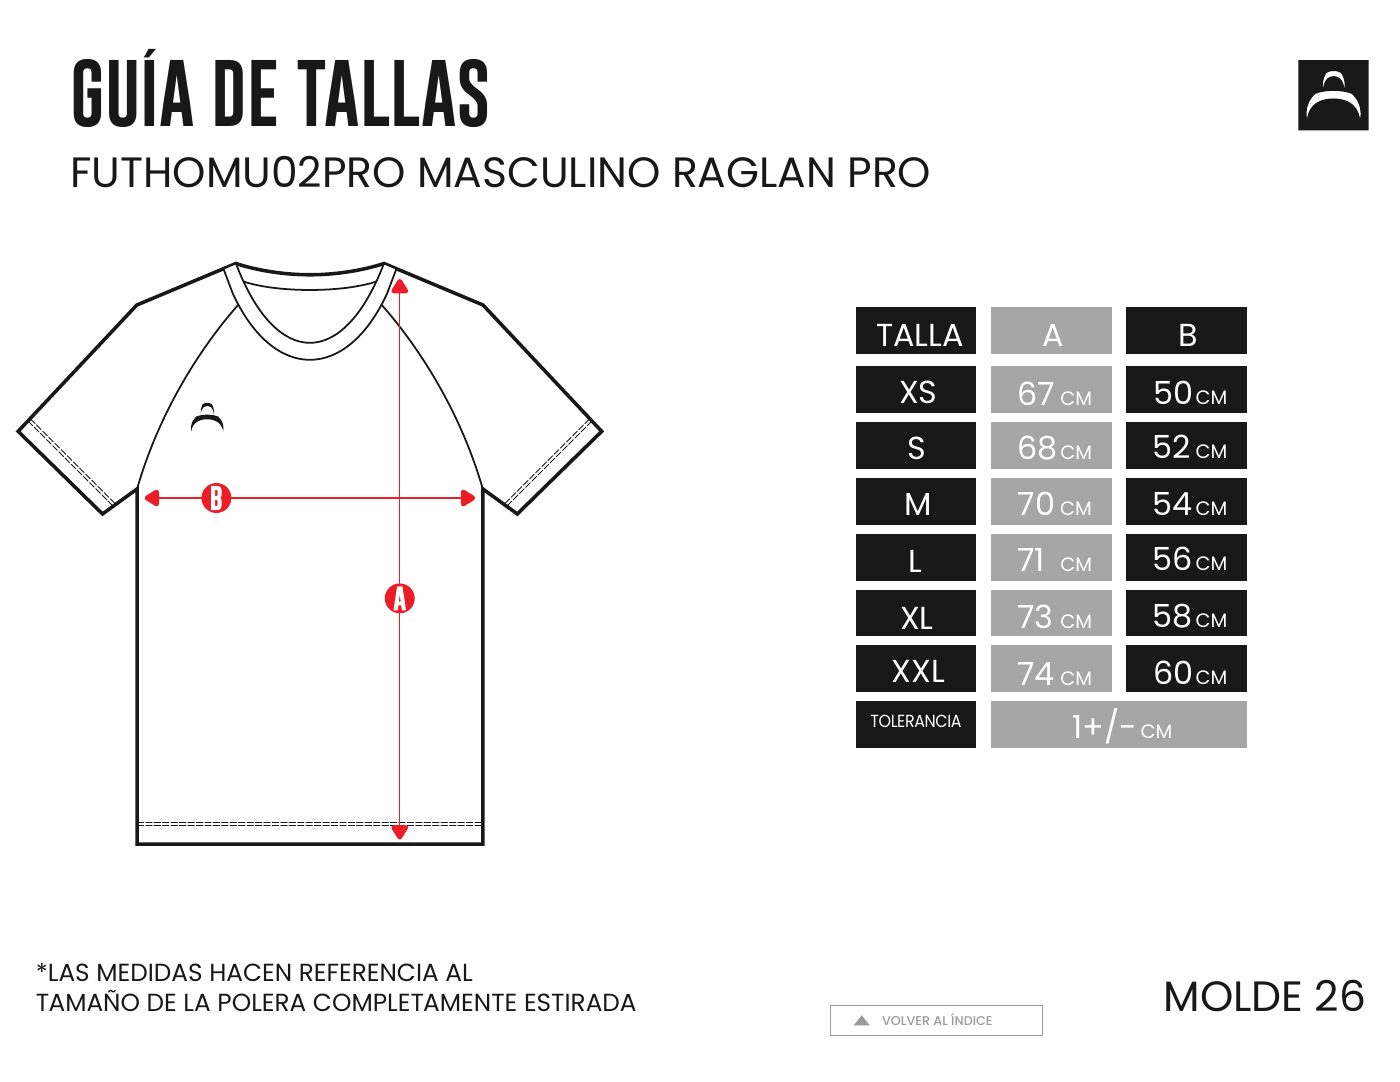 GUÍA DE TALLAS
FUTHOMU02PRO MASCULINO RAGLAN PRO
B
A
TALLA A B
XS 67 CM 50 CM
S 68 CM 52 CM
M 70 CM 54 CM
L 71 CM 56 CM
XL 73 CM 58 CM
XXL 74 CM 60 CM
TOLERANCIA 1+/- CM
*LAS MEDIDAS HACEN REFERENCIA AL
TAMAÑO DE LA POLERA COMPLETAMENTE ESTIRADA
VOLVER AL ÍNDICE
MOLDE 26